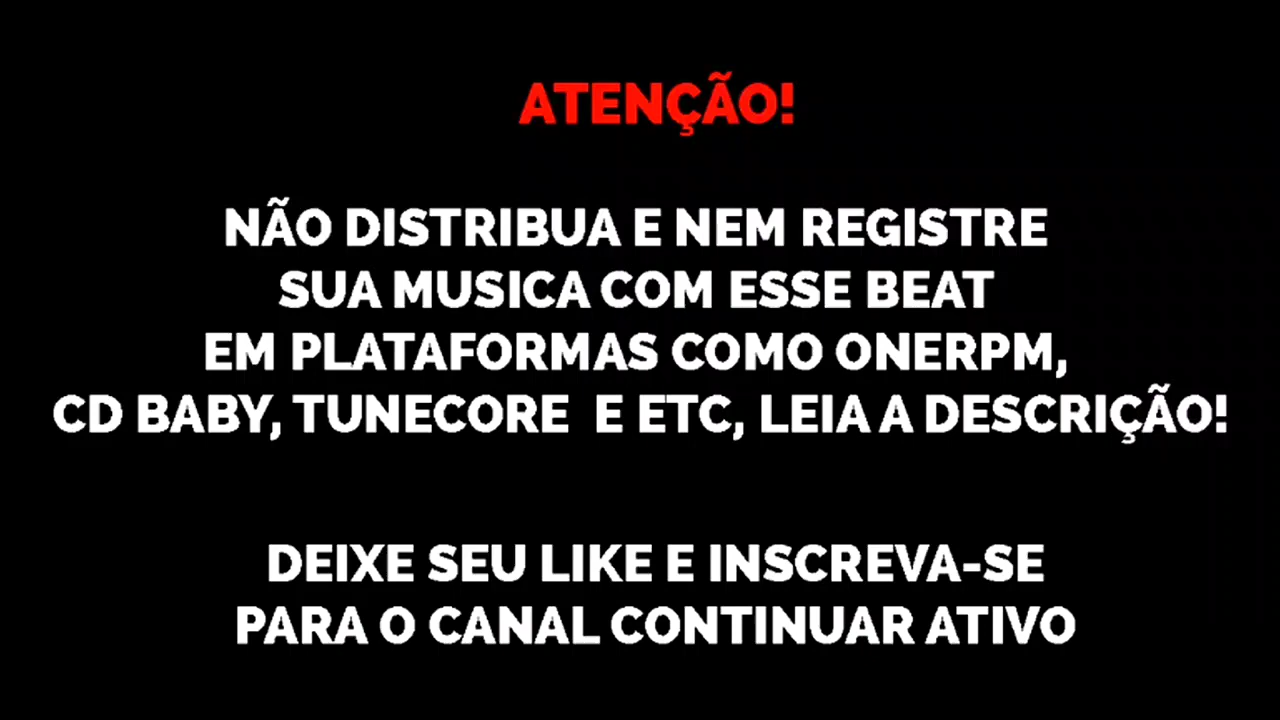 ATENÇÃO!
NÃO DISTRIBUA E NEM REGISTRE
SUA MUSICA COM ESSE BEAT
EM PLATAFORMAS COMO ONERPM,
CD BABY, TUNECORE E ETC, LEIA A DESCRIÇÃO!
DEIXE SEU LIKE E INSCREVA-SE
PARA O CANAL CONTINUAR ATIVO